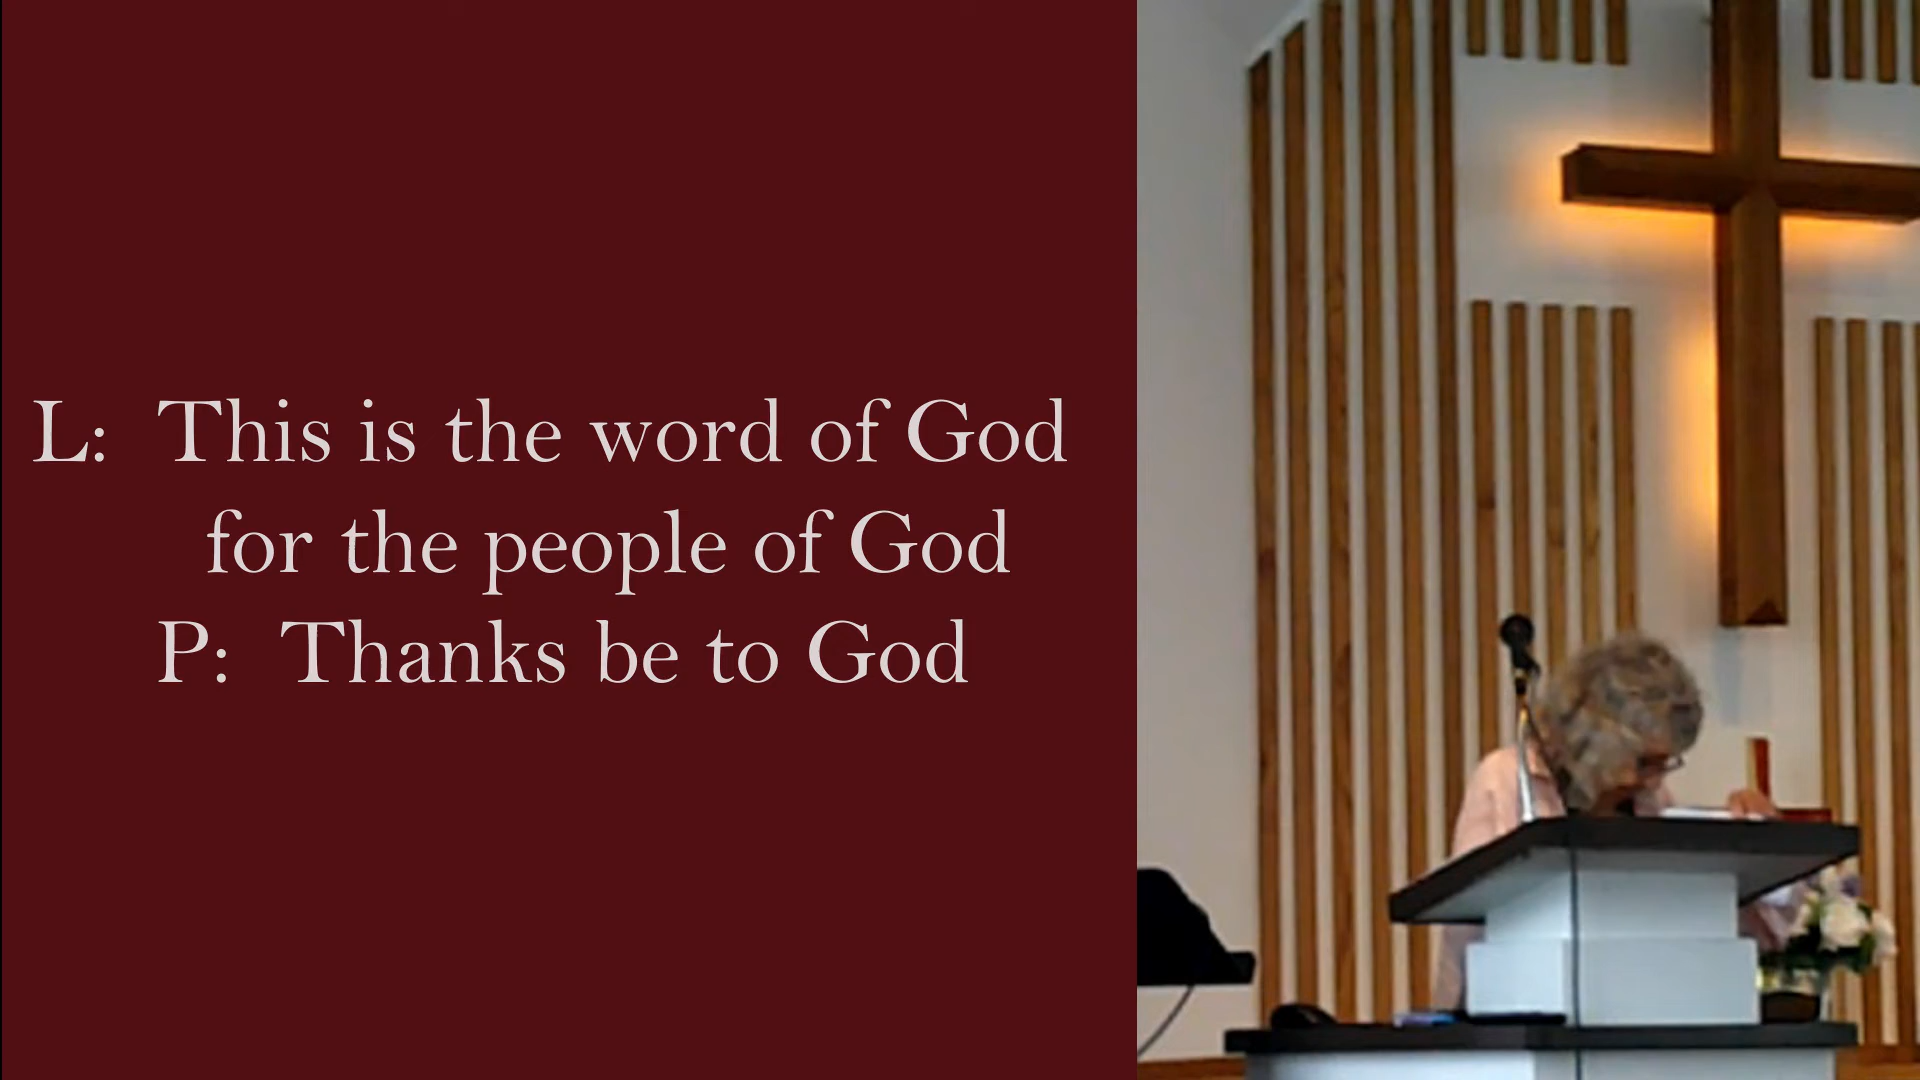 L: This is the word of God
for the people of God
P: Thanks be to God